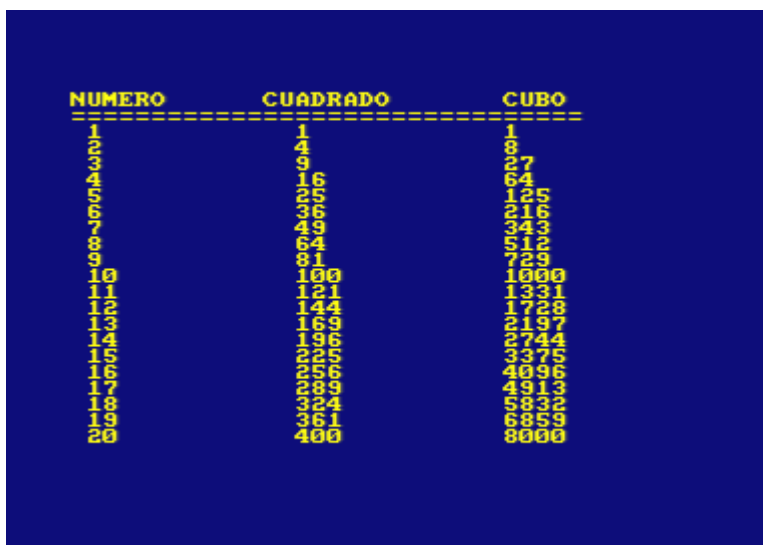 NUMERO CUADRADO CUBO
================================
1 1 1
2 4 8
3 9 27
4 16 64
5 25 125
6 36 216
7 49 343
8 64 512
9 81 729
10 100 1000
11 121 1331
12 144 1728
13 169 2197
14 196 2744
15 225 3375
16 256 4096
17 289 4913
18 324 5832
19 361 6859
20 400 8000